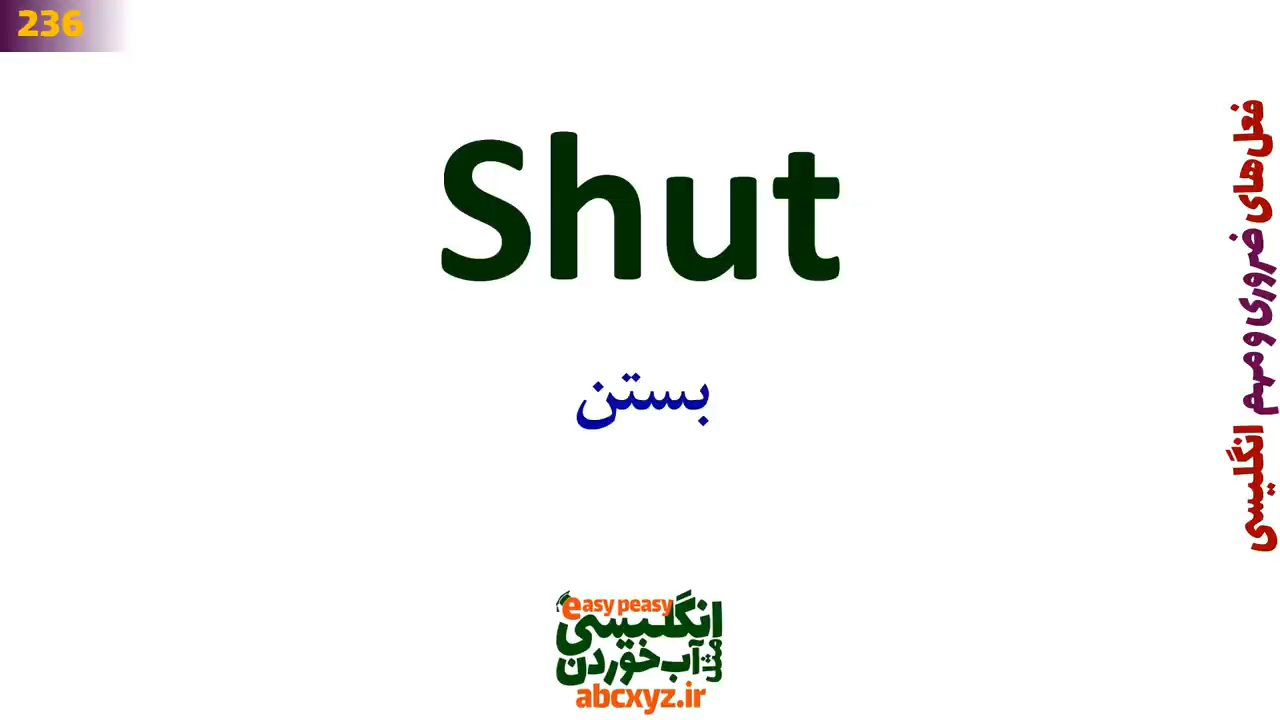 236
Shut
بستن
فعل‌های ضروری و مهم انگلیسی
easy peasy
انگلیسی
مثل
آب خوردن
abcxyz.ir